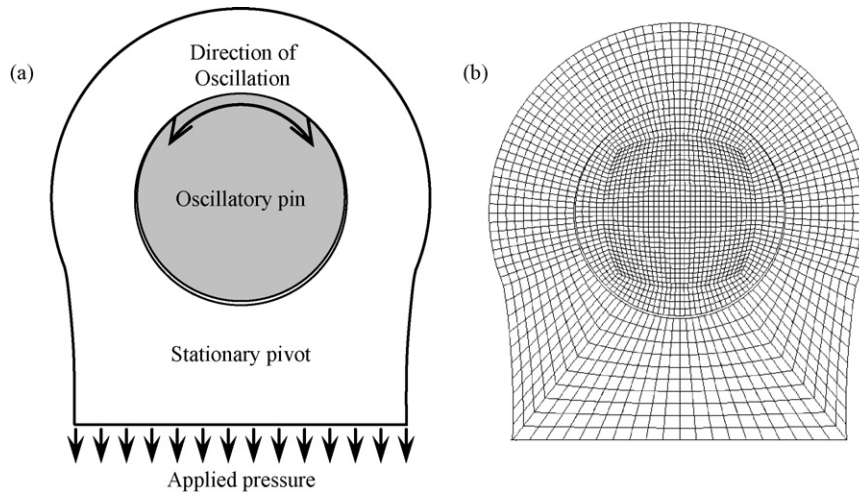 (a)
Direction of
Oscillation
Oscillatory pin
Stationary pivot
Applied pressure
(b)